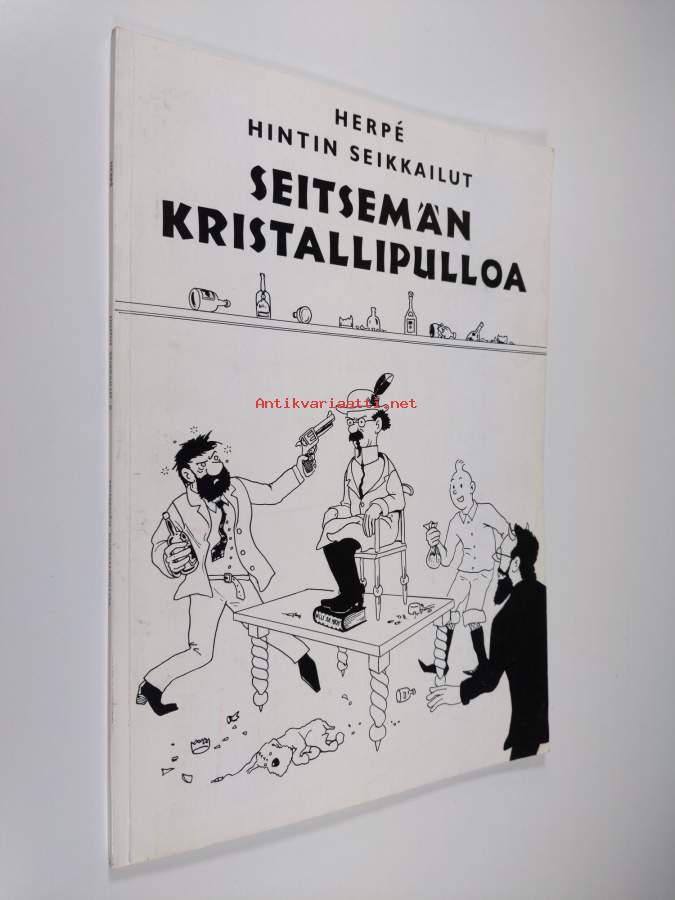 HERPÉ
HINTIN SEIKKAILUT
SEITSEMÄN
KRISTALLIPULLOA
Antikvariaatti.net